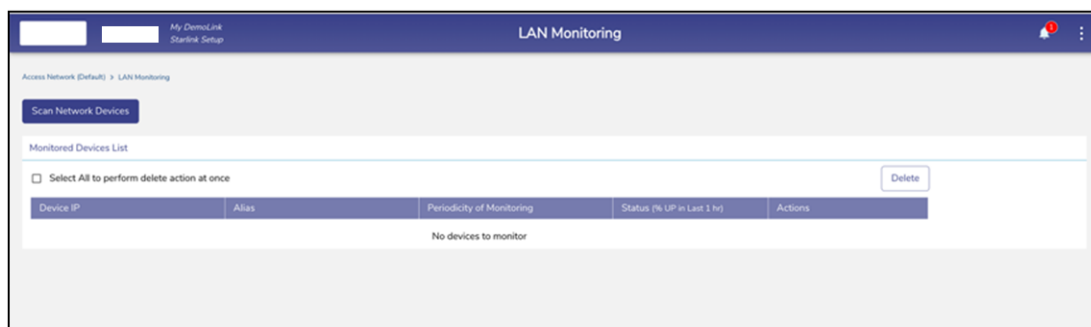 My DemoLink
Starlink Setup
LAN Monitoring
1
Access Network (Default) > LAN Monitoring
Scan Network Devices
Monitored Devices List
Select All to perform delete action at once
Delete
Device IP Alias Periodicity of Monitoring Status (% UP in Last 1 hr) Actions
No devices to monitor